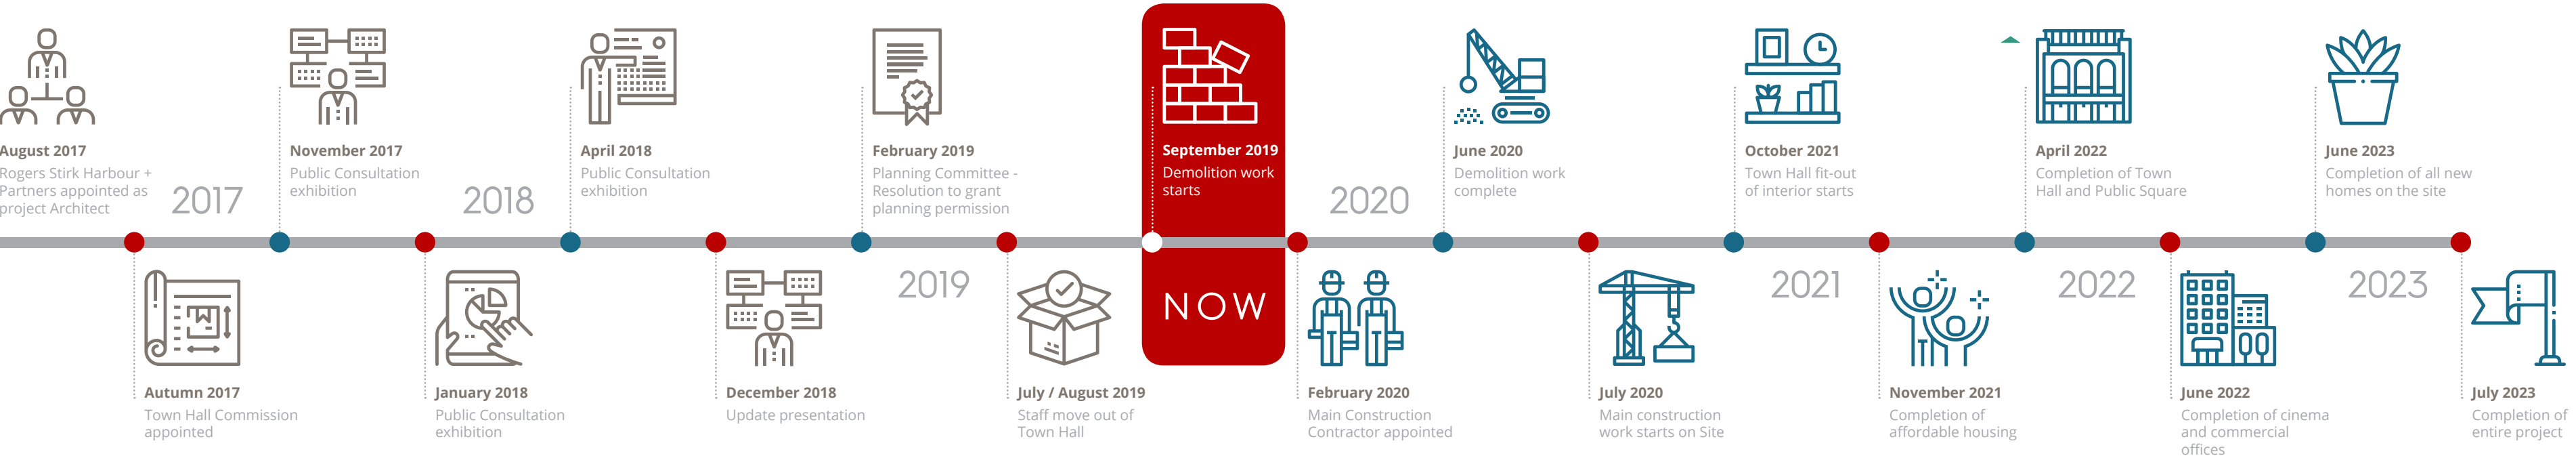 August 2017
Rogers Stirk Harbour +
Partners appointed as
project Architect
2017
Autumn 2017
Town Hall Commission
appointed
November 2017
Public Consultation
exhibition
2018
January 2018
Public Consultation
exhibition
April 2018
Public Consultation
exhibition
December 2018
Update presentation
February 2019
Planning Committee -
Resolution to grant
planning permission
2019
July / August 2019
Staff move out of
Town Hall
September 2019
Demolition work
starts
NOW
2020
February 2020
Main Construction
Contractor appointed
June 2020
Demolition work
complete
July 2020
Main construction
work starts on Site
October 2021
Town Hall fit-out
of interior starts
2021
November 2021
Completion of
affordable housing
April 2022
Completion of Town
Hall and Public Square
2022
June 2022
Completion of cinema
and commercial
offices
June 2023
Completion of all new
homes on the site
2023
July 2023
Completion of
entire project